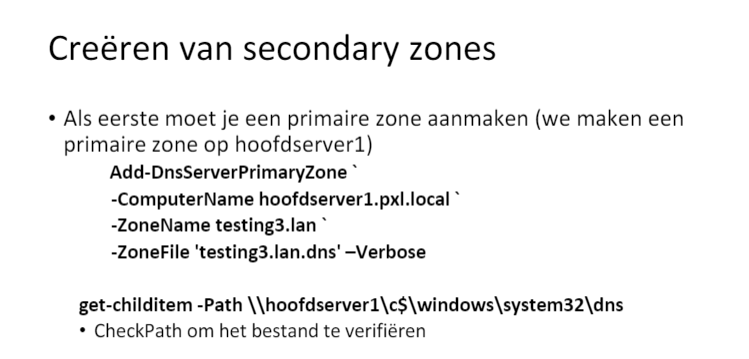 Creëren van secondary zones
• Als eerste moet je een primaire zone aanmaken (we maken een
primaire zone op hoofdserver1)
Add-DnsServerPrimaryZone `
-ComputerName hoofdserver1.pxl.local `
-ZoneName testing3.lan `
-ZoneFile 'testing3.lan.dns' –Verbose
get-childitem -Path \\hoofdserver1\c$\windows\system32\dns
• CheckPath om het bestand te verifiëren